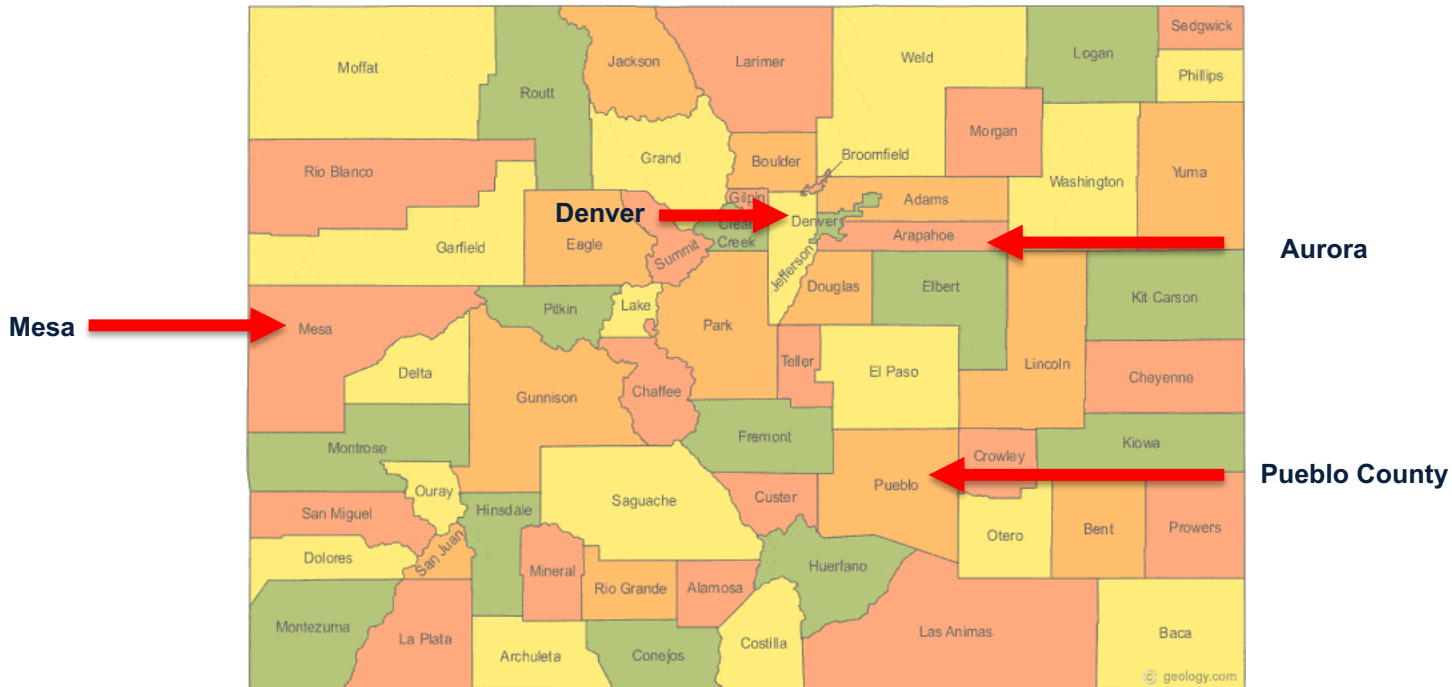 Sedgwick
Moffat
Jackson
Larimer
Weld
Logan
Phillips
Routt
Morgan
Grand
Boulder
Broomfield
Rio Blanco
Washington
Yuma
Gilpin
Adams
Denver
Denver
Clear
Creek
Arapahoe
Aurora
Garfield
Eagle
Summit
Jefferson
Douglas
Elbert
Kit Carson
Mesa
Mesa
Pitkin
Lake
Park
Teller
El Paso
Lincoln
Cheyenne
Delta
Gunnison
Chaffee
Montrose
Fremont
Kiowa
Crowley
Pueblo County
Pueblo
Ouray
Saguache
Custer
San Miguel
Hinsdale
Otero
Bent
Prowers
Dolores
San Juan
Mineral
Rio Grande
Alamosa
Huerfano
Montezuma
La Plata
Archuleta
Conejos
Costilla
Las Animas
Baca
© geology.com